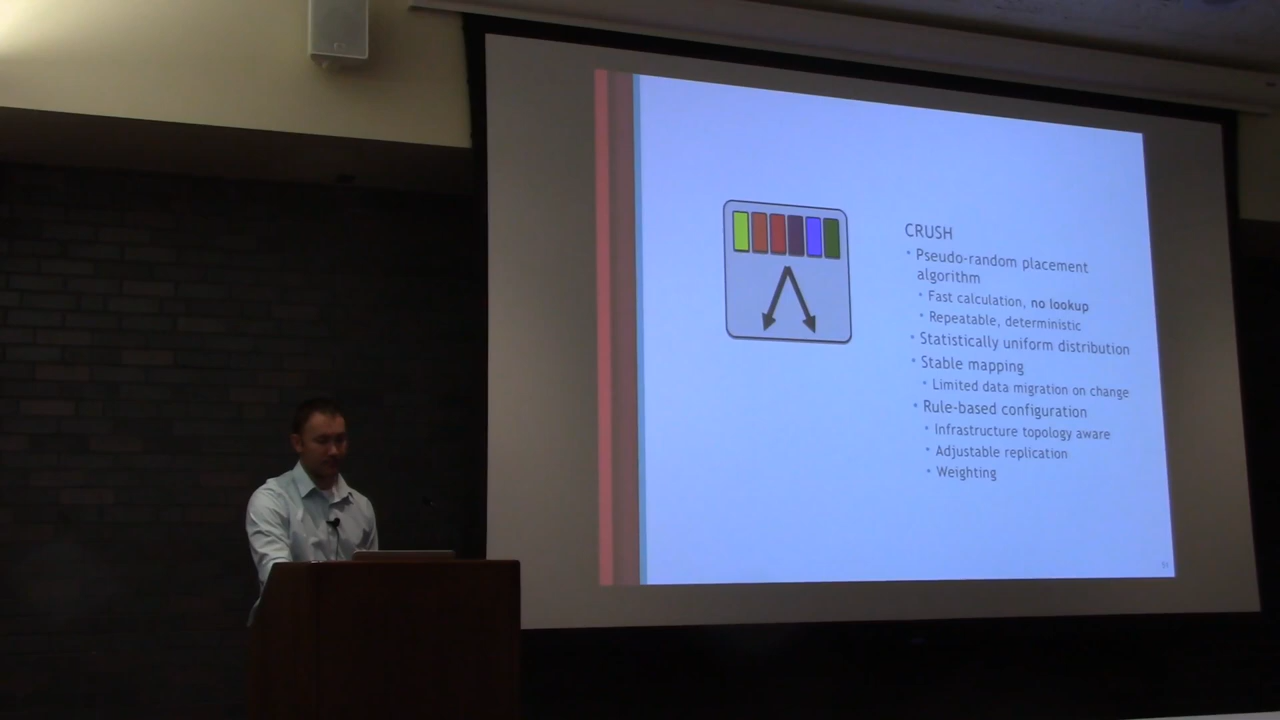 CRUSH
• Pseudo-random placement
algorithm
• Fast calculation, no lookup
• Repeatable, deterministic
• Statistically uniform distribution
• Stable mapping
• Limited data migration on change
• Rule-based configuration
• Infrastructure topology aware
• Adjustable replication
• Weighting